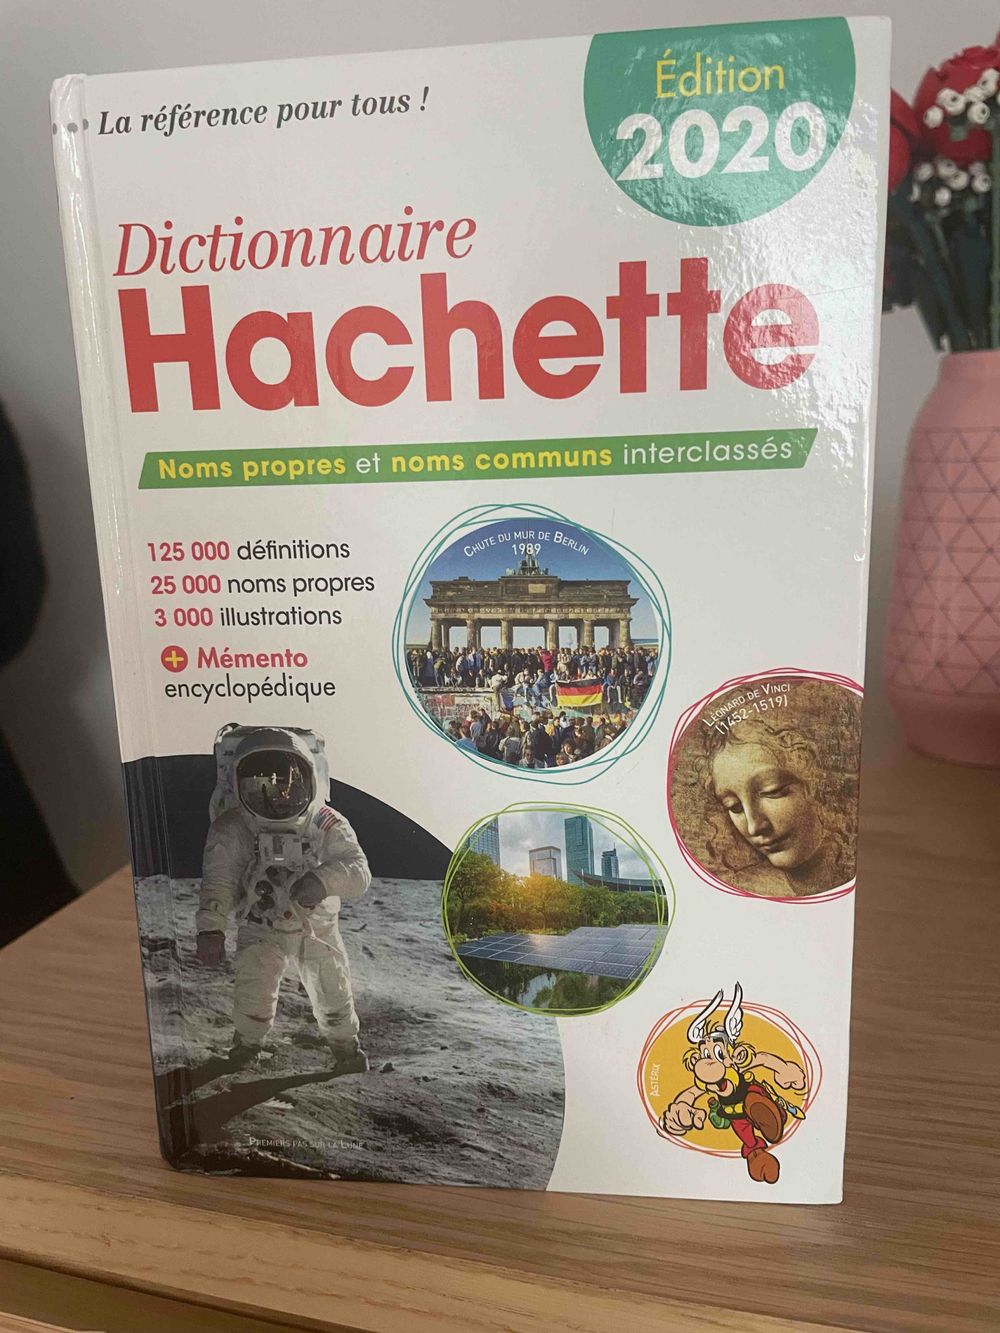 La référence pour tous !
Édition
2020
Dictionnaire
Hachette
Noms propres et noms communs interclassés
125 000 définitions
25 000 noms propres
3 000 illustrations
+ Mémento
encyclopédique
CHUTE DU MUR DE BERLIN
1989
LÉONARD DE VINCI
(1452-1519)
ASTÉRIX
PREMIERS PAS SUR LA LUNE